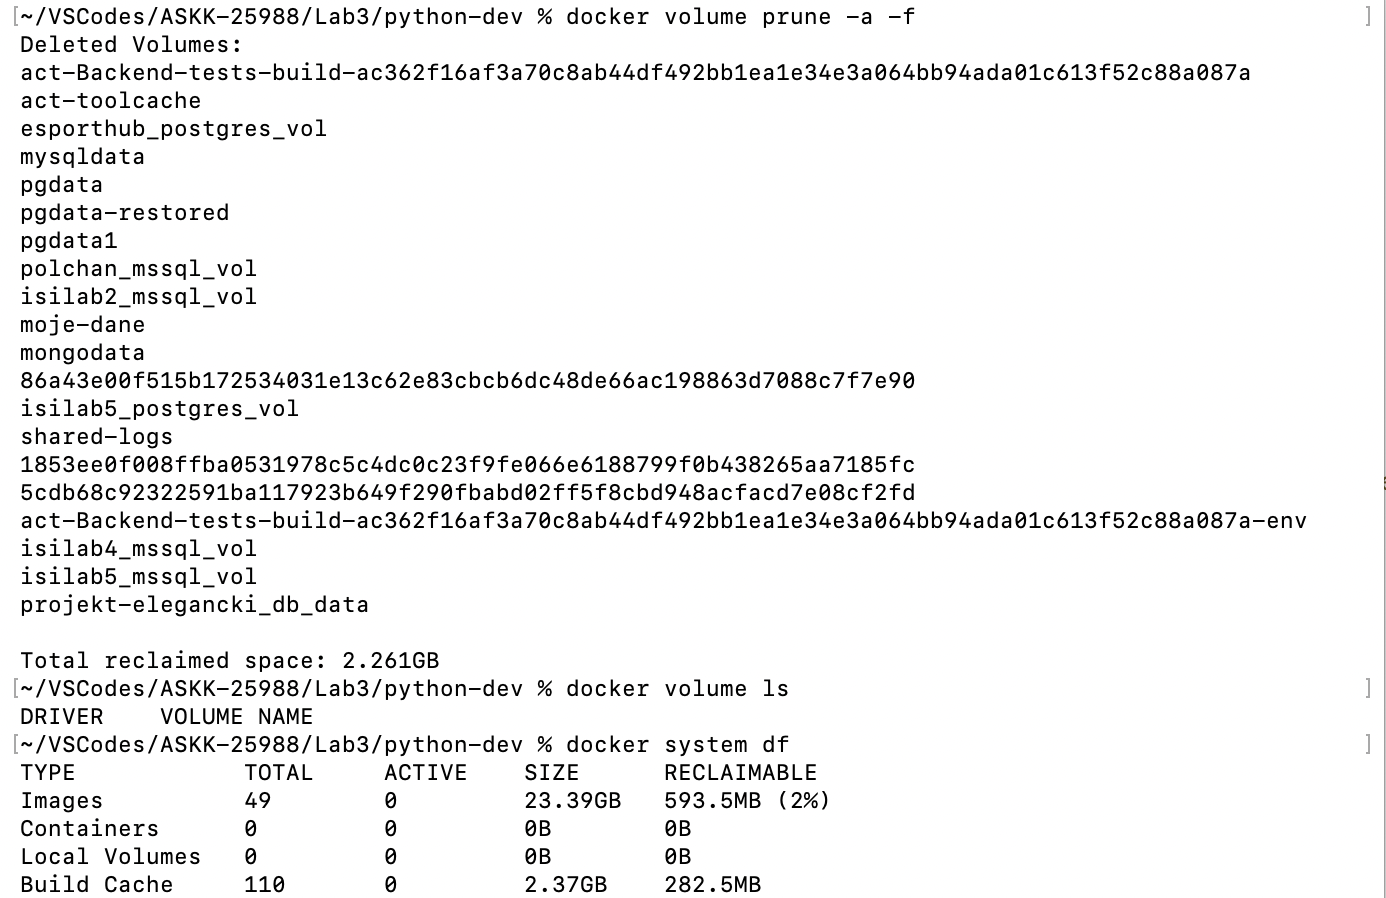 [~/VSCodes/ASKK-25988/Lab3/python-dev % docker volume prune -a -f ]
Deleted Volumes:
act-Backend-tests-build-ac362f16af3a70c8ab44df492bb1ea1e34e3a064bb94ada01c613f52c88a087a
act-toolcache
esporthub_postgres_vol
mysqldata
pgdata
pgdata-restored
pgdata1
polchan_mssql_vol
isilab2_mssql_vol
moje-dane
mongodata
86a43e00f515b172534031e13c62e83cbcb6dc48de66ac198863d7088c7f7e90
isilab5_postgres_vol
shared-logs
1853ee0f008ffba0531978c5c4dc0c23f9fe066e6188799f0b438265aa7185fc
5cdb68c92322591ba117923b649f290fbabd02ff5f8cbd948acfacd7e08cf2fd
act-Backend-tests-build-ac362f16af3a70c8ab44df492bb1ea1e34e3a064bb94ada01c613f52c88a087a-env
isilab4_mssql_vol
isilab5_mssql_vol
projekt-elegancki_db_data
Total reclaimed space: 2.261GB
[~/VSCodes/ASKK-25988/Lab3/python-dev % docker volume ls ]
DRIVER    VOLUME NAME
[~/VSCodes/ASKK-25988/Lab3/python-dev % docker system df ]
TYPE            TOTAL     ACTIVE    SIZE      RECLAIMABLE
Images          49        0         23.39GB   593.5MB (2%)
Containers      0         0         0B        0B
Local Volumes   0         0         0B        0B
Build Cache     110       0         2.37GB    282.5MB